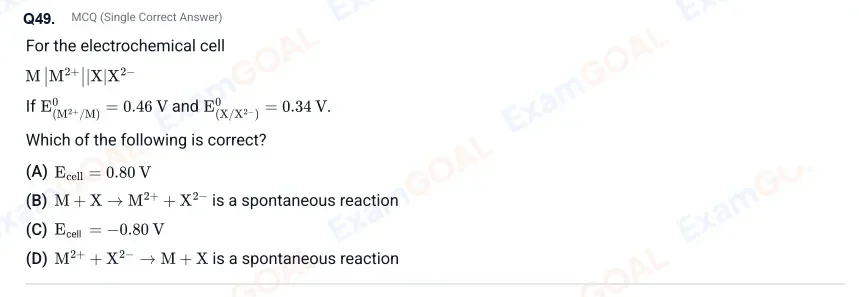 Q49. MCQ (Single Correct Answer)
For the electrochemical cell
M |M²⁺||X|X²⁻
If E⁰(M²⁺/M) = 0.46 V and E⁰(X/X²⁻) = 0.34 V.
Which of the following is correct?
(A) Ecell = 0.80 V
(B) M + X → M²⁺ + X²⁻ is a spontaneous reaction
(C) Ecell = −0.80 V
(D) M²⁺ + X²⁻ → M + X is a spontaneous reaction
ExamGOAL